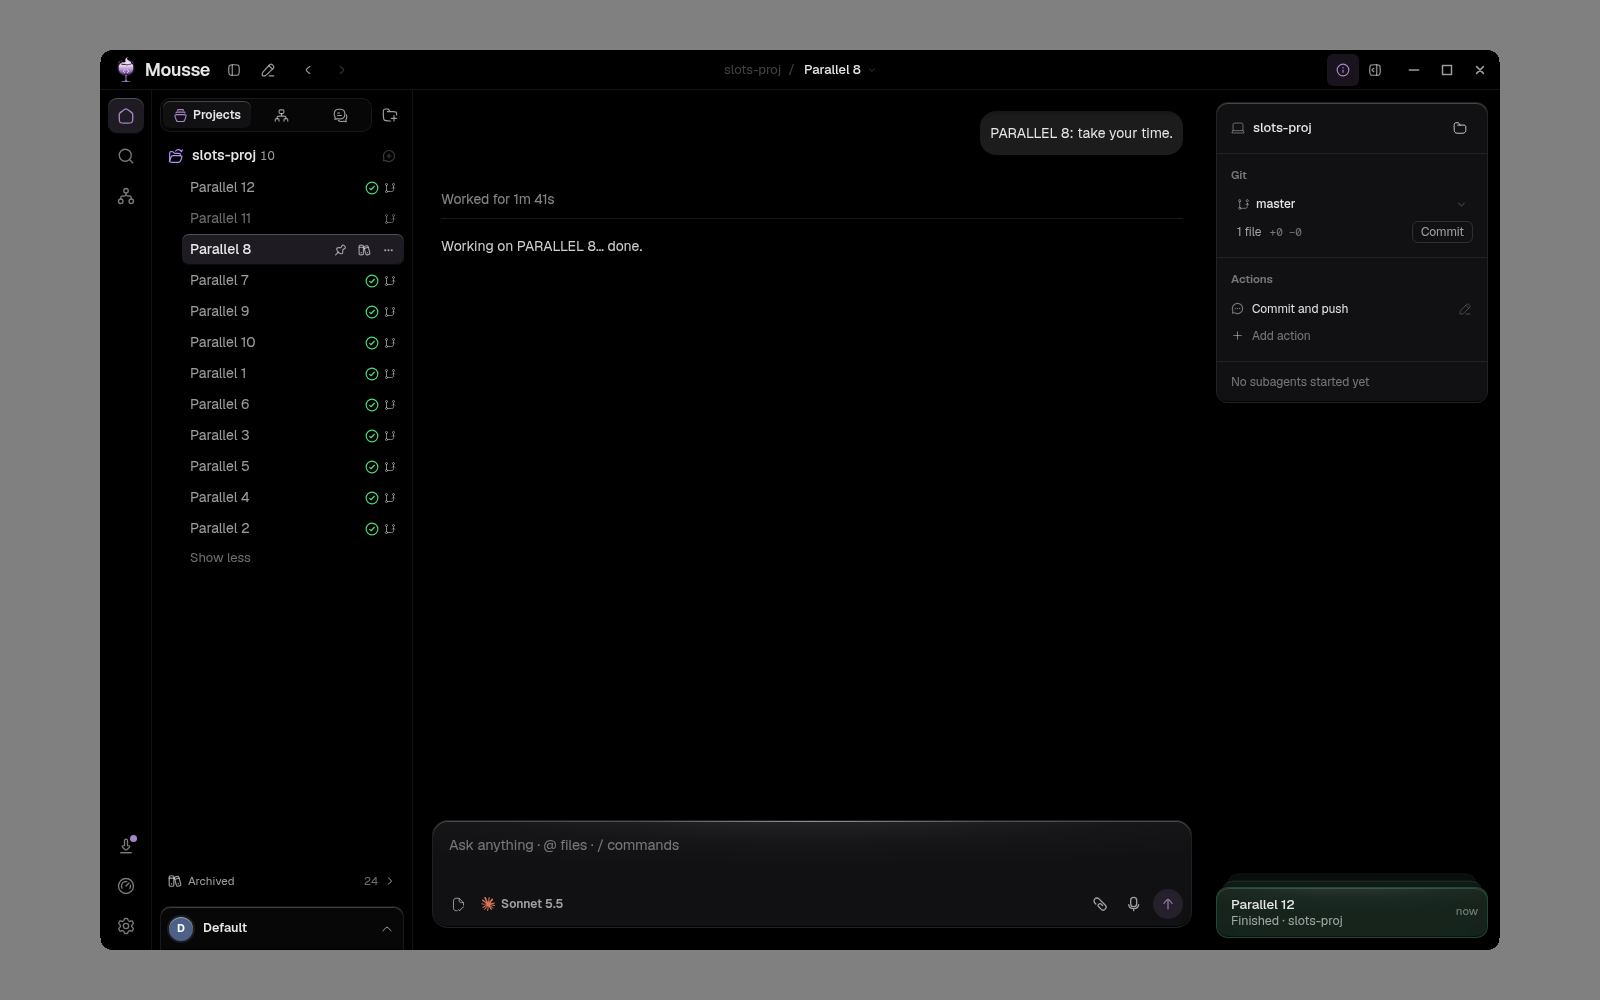 Mousse
slots-proj / Parallel 8
Projects
slots-proj 10
Parallel 12
Parallel 11
Parallel 8
Parallel 7
Parallel 9
Parallel 10
Parallel 1
Parallel 6
Parallel 3
Parallel 5
Parallel 4
Parallel 2
Show less
Archived 24
D Default
PARALLEL 8: take your time.
Worked for 1m 41s
Working on PARALLEL 8... done.
Ask anything · @ files · / commands
Sonnet 5.5
slots-proj
Git
master
1 file +0 −0 Commit
Actions
Commit and push
Add action
No subagents started yet
Parallel 12
Finished · slots-proj
now